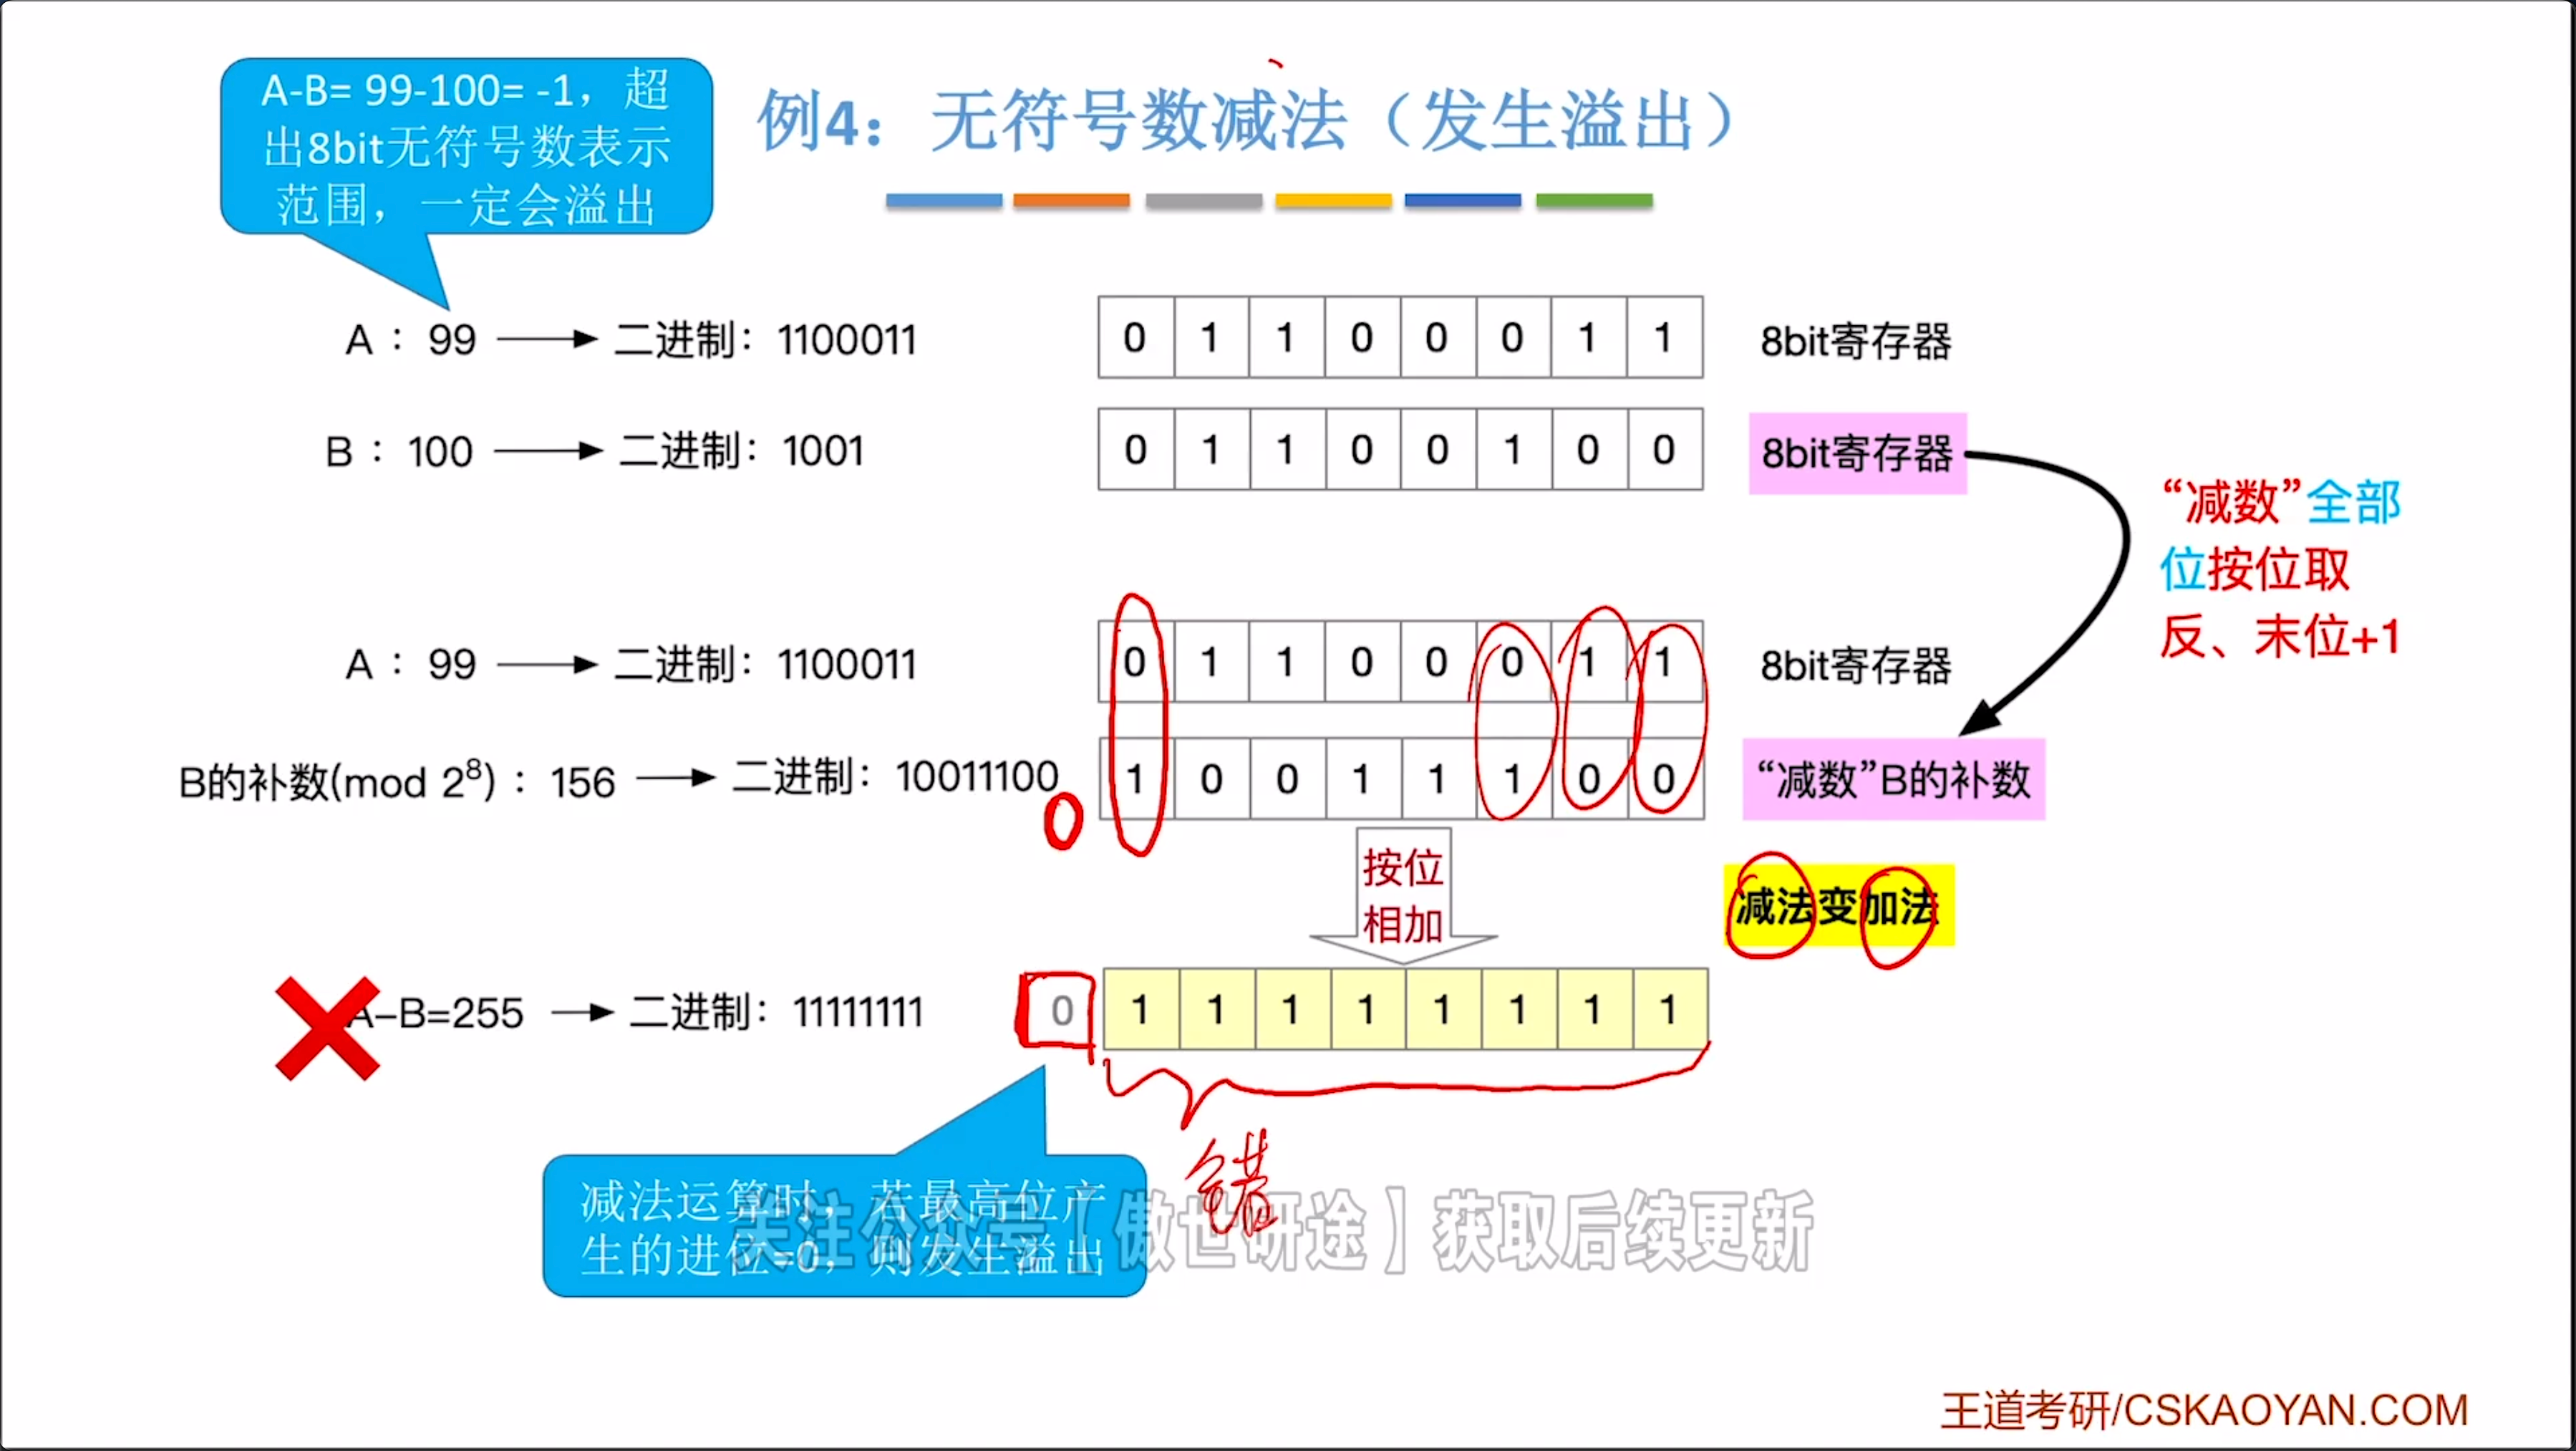 A-B= 99-100= -1，超
出8bit无符号数表示
范围，一定会溢出
例4：无符号数减法（发生溢出）
A： 99 → 二进制：1100011 0 1 1 0 0 0 1 1 8bit寄存器
B： 100 → 二进制：1001 0 1 1 0 0 1 0 0 8bit寄存器
“减数”全部
位按位取
反、末位+1
A： 99 → 二进制：1100011 0 1 1 0 0 0 1 1 8bit寄存器
B的补数(mod 2⁸)： 156 → 二进制：10011100 1 0 0 1 1 1 0 0 “减数”B的补数
0
按位
相加
减法变加法
A–B=255 → 二进制：11111111 0 1 1 1 1 1 1 1 1
错
减法运算时，若最高位产
生的进位=0，则发生溢出
关注公众号【傲世研途】获取后续更新
王道考研/CSKAOYAN.COM